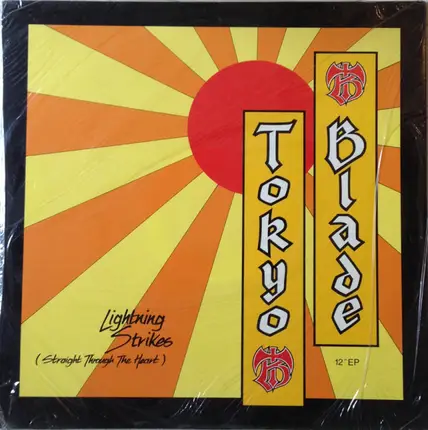 Tokyo
Blade
Lightning
Strikes
(Straight Through The Heart)
12" EP